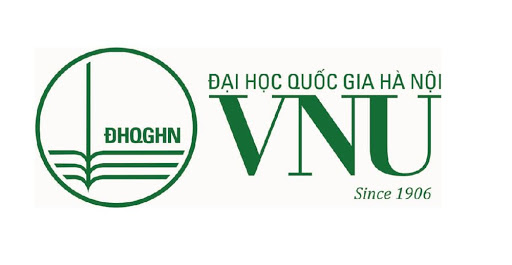 ĐHQGHN
ĐẠI HỌC QUỐC GIA HÀ NỘI
VNU
Since 1906